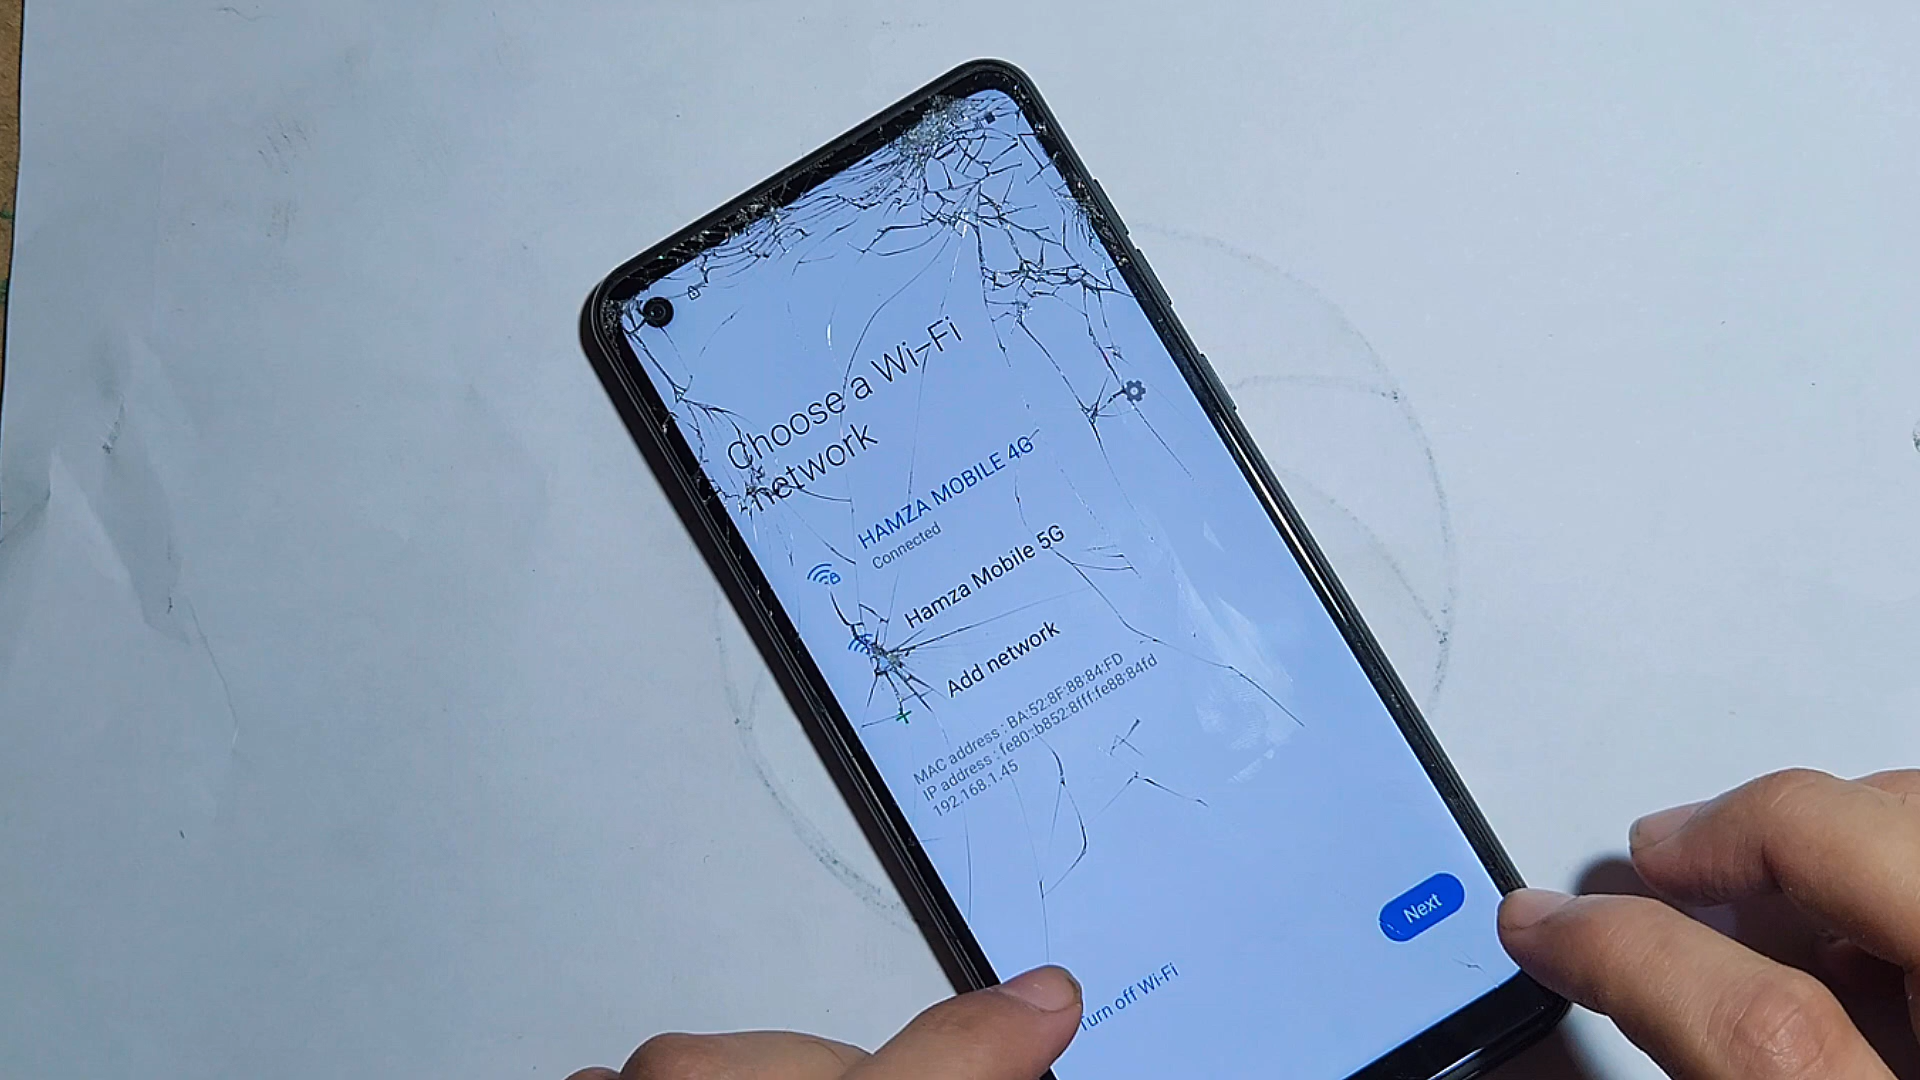 Choose a Wi-Fi
network
HAMZA MOBILE 4G
Connected
Hamza Mobile 5G
Add network
MAC address : BA:52:8F:88:84:FD
IP address : fe80::b852:8fff:fe88:84fd
192.168.1.45
Next
Turn off Wi-Fi